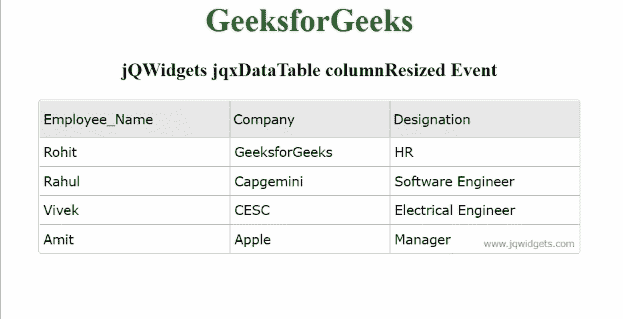 GeeksforGeeks
jQWidgets jqxDataTable columnResized Event
Employee_Name Company Designation
Rohit GeeksforGeeks HR
Rahul Capgemini Software Engineer
Vivek CESC Electrical Engineer
Amit Apple Manager
www.jqwidgets.com